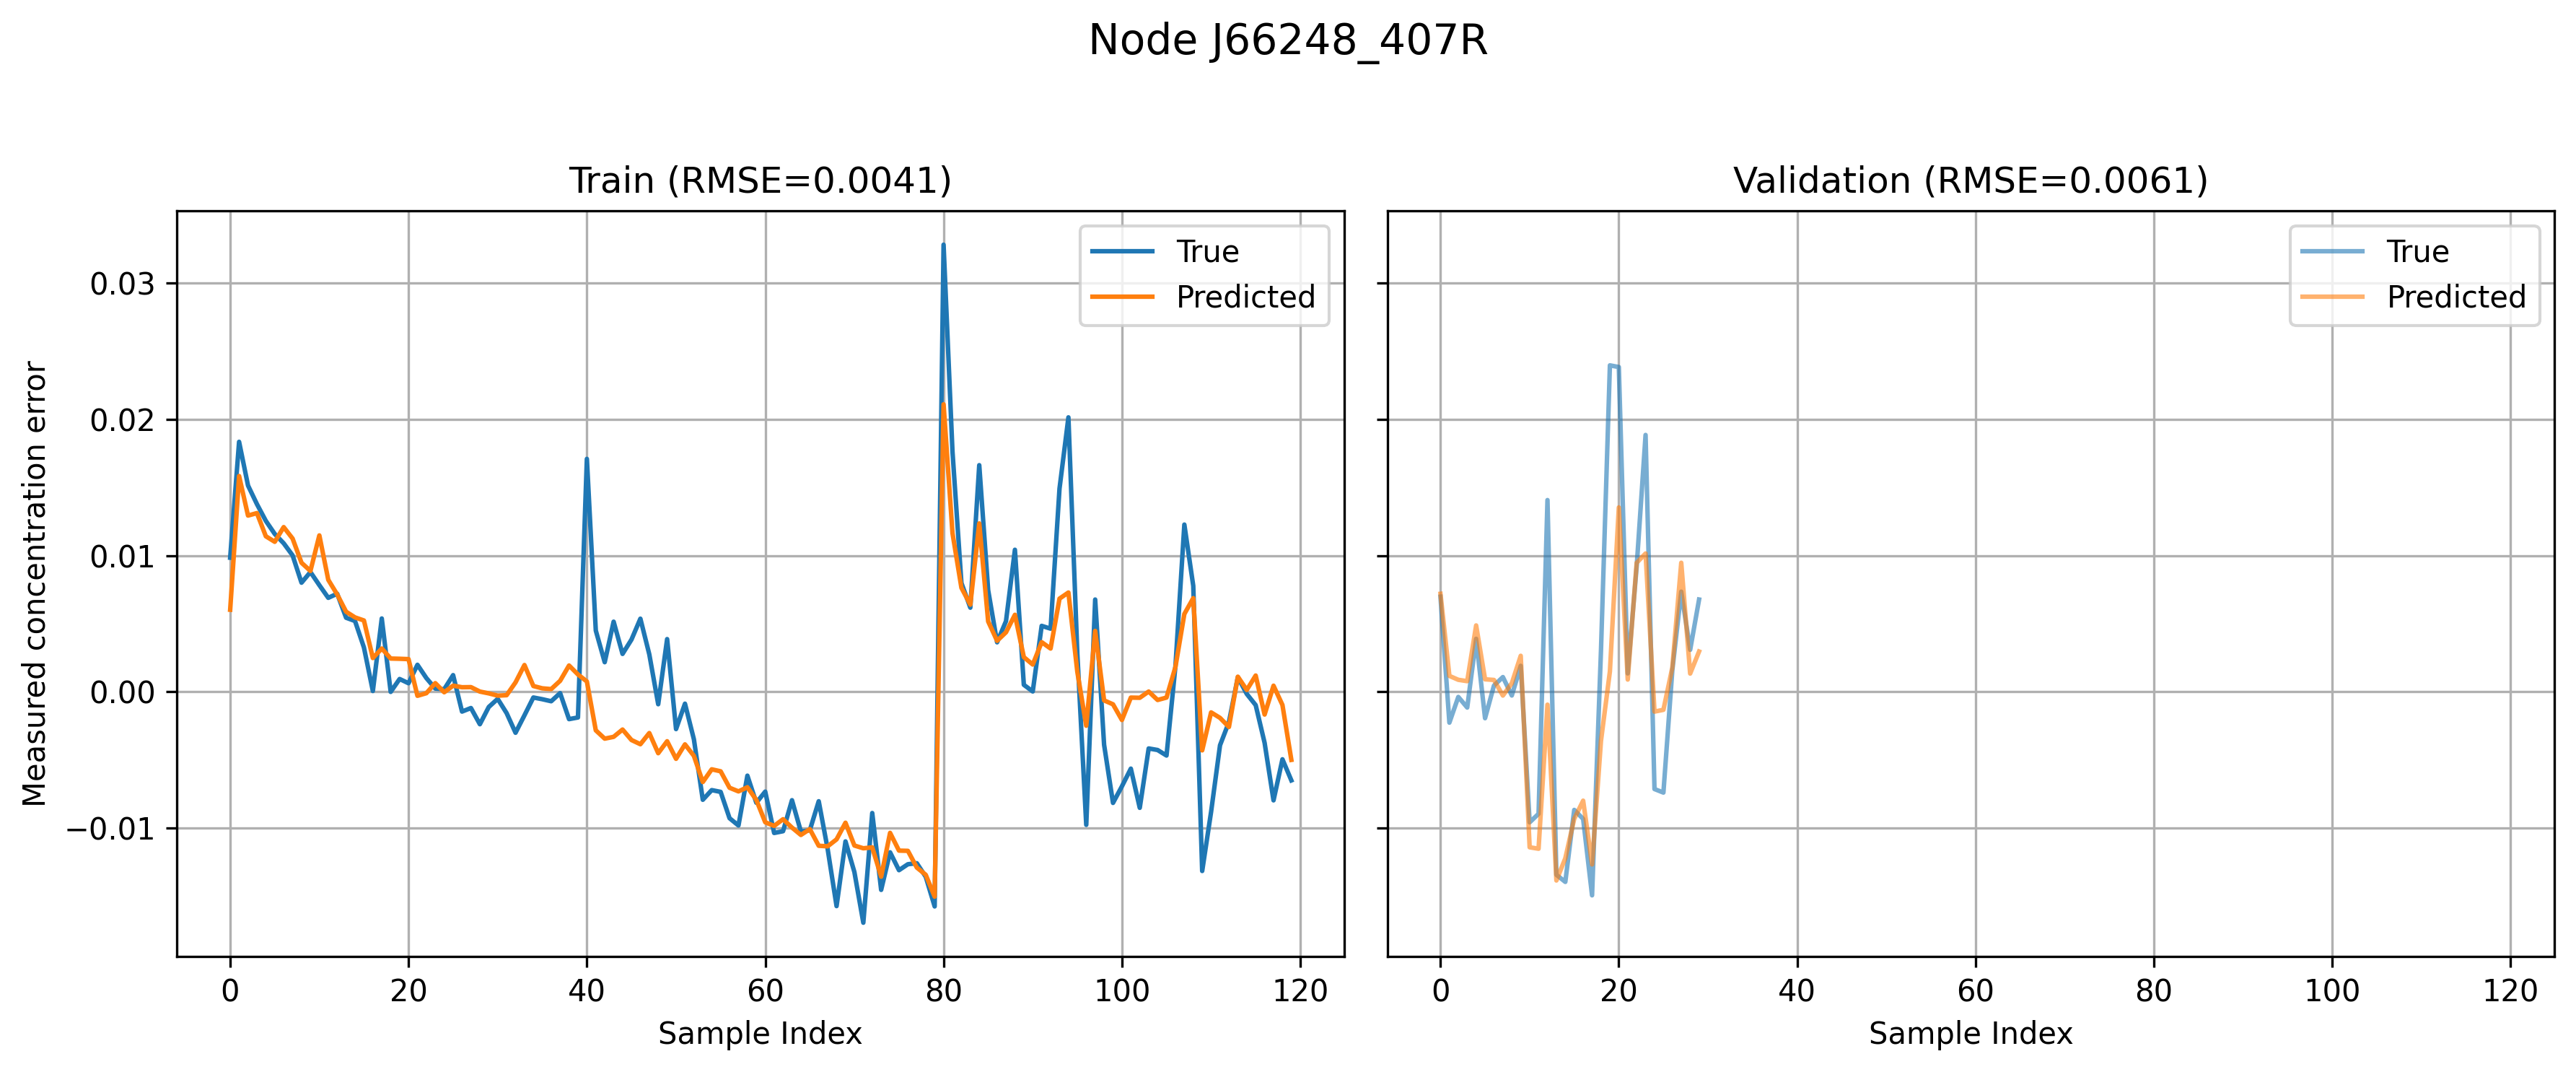 Node J66248_407R
Train (RMSE=0.0041)
Measured concentration error
0.03
0.02
0.01
0.00
−0.01
True
Predicted
0 20 40 60 80 100 120
Sample Index
Validation (RMSE=0.0061)
True
Predicted
0 20 40 60 80 100 120
Sample Index